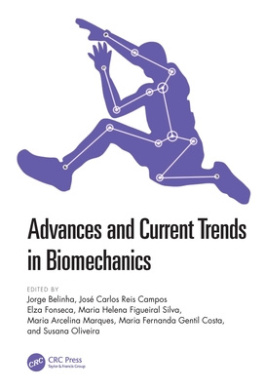 Advances and Current Trends
in Biomechanics
EDITED BY
Jorge Belinha, José Carlos Reis Campos
Elza Fonseca, Maria Helena Figueiral Silva,
Maria Arcelina Marques, Maria Fernanda Gentil Costa,
and Susana Oliveira
CRC
CRC Press
Taylor & Francis Group